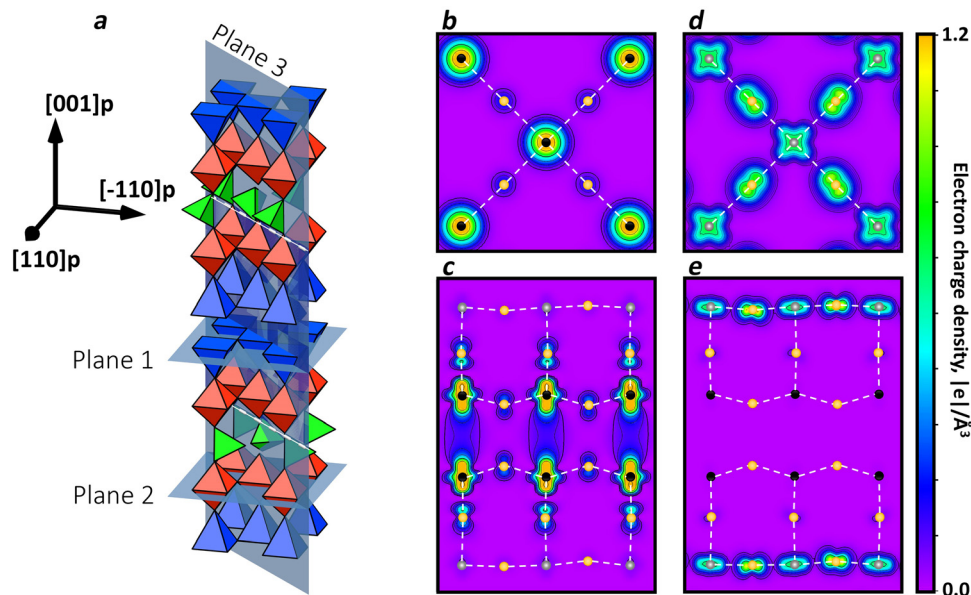 a
b
d
Plane 3
[001]p
[-110]p
[110]p
Plane 1
Plane 2
c
e
1.2
Electron charge density, |e|/Å³
0.0